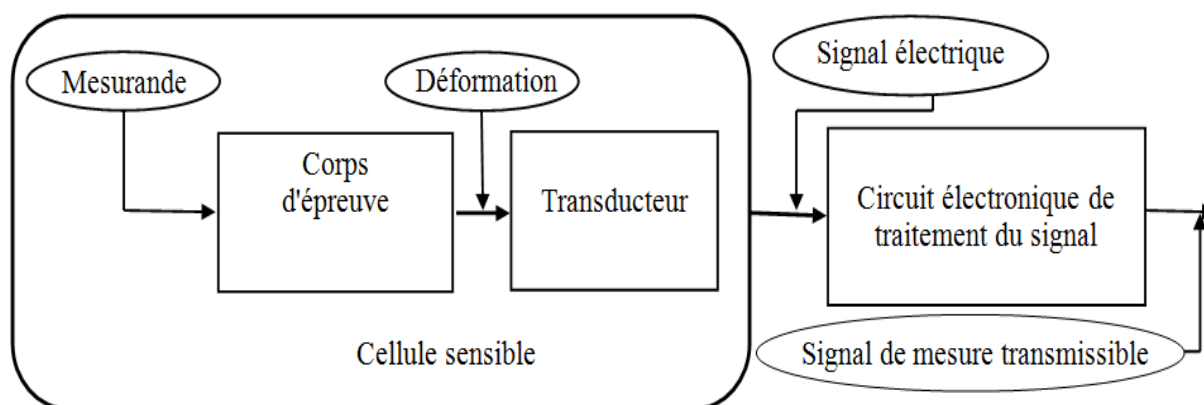 Mesurande
Déformation
Signal électrique
Corps
d'épreuve
Transducteur
Circuit électronique de
traitement du signal
Cellule sensible
Signal de mesure transmissible